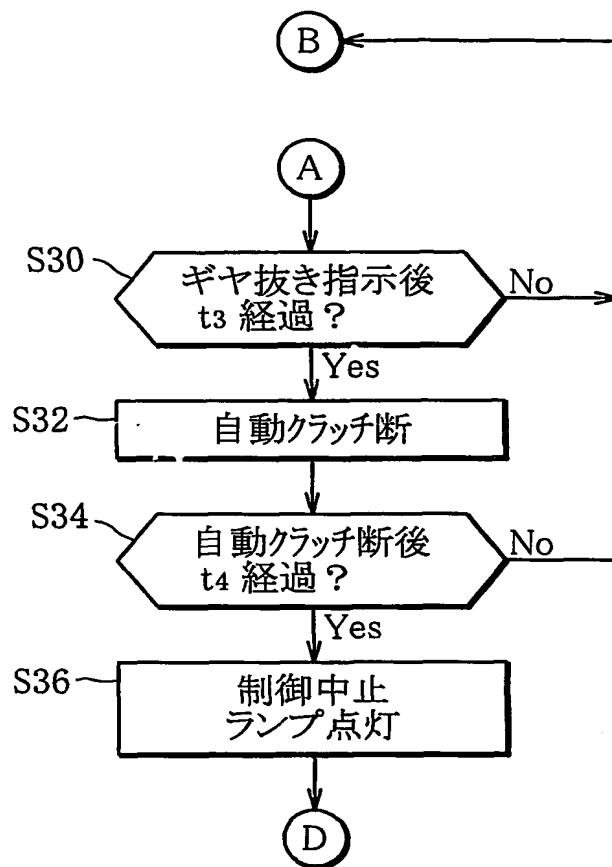 B
A
S30
ギヤ抜き指示後
t3 経過？
No
Yes
S32
自動クラッチ断
S34
自動クラッチ断後
t4 経過？
No
Yes
S36
制御中止
ランプ点灯
D